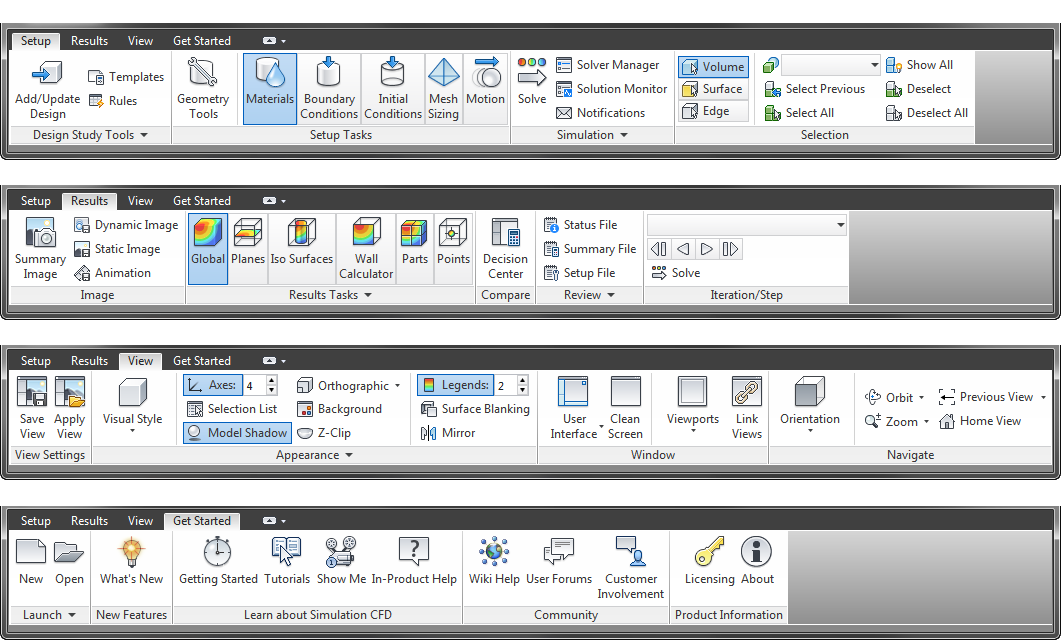 Setup Results View Get Started
Add/Update Design Templates Rules
Design Study Tools
Geometry Tools Materials Boundary Conditions Initial Conditions Mesh Sizing Motion
Setup Tasks
Solve Solver Manager Solution Monitor Notifications
Simulation
Volume Surface Edge Select Previous Select All Show All Deselect Deselect All
Selection
Setup Results View Get Started
Summary Image Dynamic Image Static Image Animation
Image
Global Planes Iso Surfaces Wall Calculator Parts Points
Results Tasks
Decision Center
Compare
Status File Summary File Setup File
Review
Solve
Iteration/Step
Setup Results View Get Started
Save View Apply View
View Settings
Visual Style Axes: 4 Selection List Model Shadow Orthographic Background Z-Clip Legends: 2 Surface Blanking Mirror
Appearance
User Interface Clean Screen Viewports Link Views
Window
Orientation Orbit Zoom Previous View Home View
Navigate
Setup Results View Get Started
New Open
Launch
What's New
New Features
Getting Started Tutorials Show Me In-Product Help
Learn about Simulation CFD
Wiki Help User Forums Customer Involvement
Community
Licensing About
Product Information